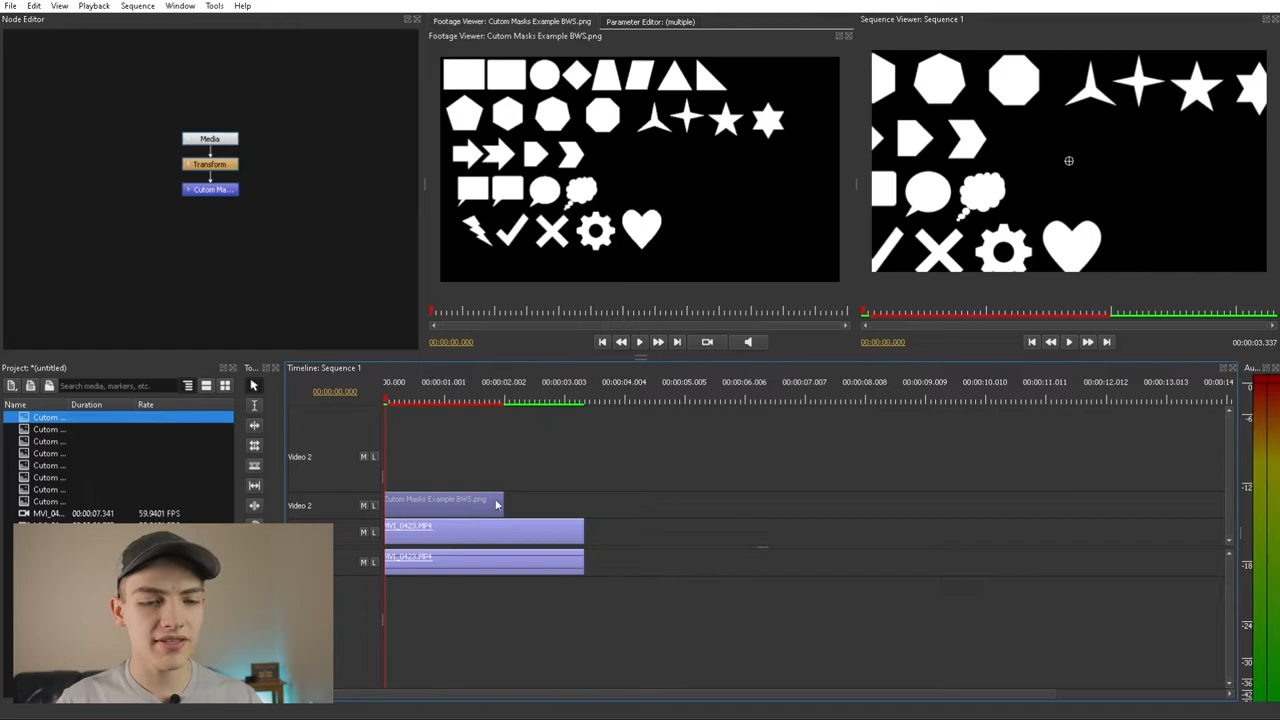 File Edit View Playback Sequence Window Tools Help
Node Editor
Footage Viewer: Cutom Masks Example BWS.png
Parameter Editor: (multiple)
Sequence Viewer: Sequence 1
Footage Viewer: Cutom Masks Example BWS.png
Media
Transform
Cutom Ma...
00:00:00.000
00:00:00.000
00:00:03.337
Project: *(untitled)
To...
Timeline: Sequence 1
Au...
Search media, markers, etc.
00:00:00.000
00.000 00:00:01.001 00:00:02.002 00:00:03.003 00:00:04.004 00:00:05.005 00:00:06.006 00:00:07.007 00:00:08.008 00:00:09.009 00:00:10.010 00:00:11.011 00:00:12.012 00:00:13.013 00:00:14
Name Duration Rate
Cutom ...
Cutom ...
Cutom ...
Cutom ...
Cutom ...
Cutom ...
Cutom ...
Cutom ...
MVI_04... 00:00:07.341 59.9401 FPS
Video 2 M L
Video 2 M L
Cutom Masks Example BWS.png
M L
MVI_0423.MP4
M L
MVI_0423.MP4
0
-6
-12
-18
-24
-30
-36
-42